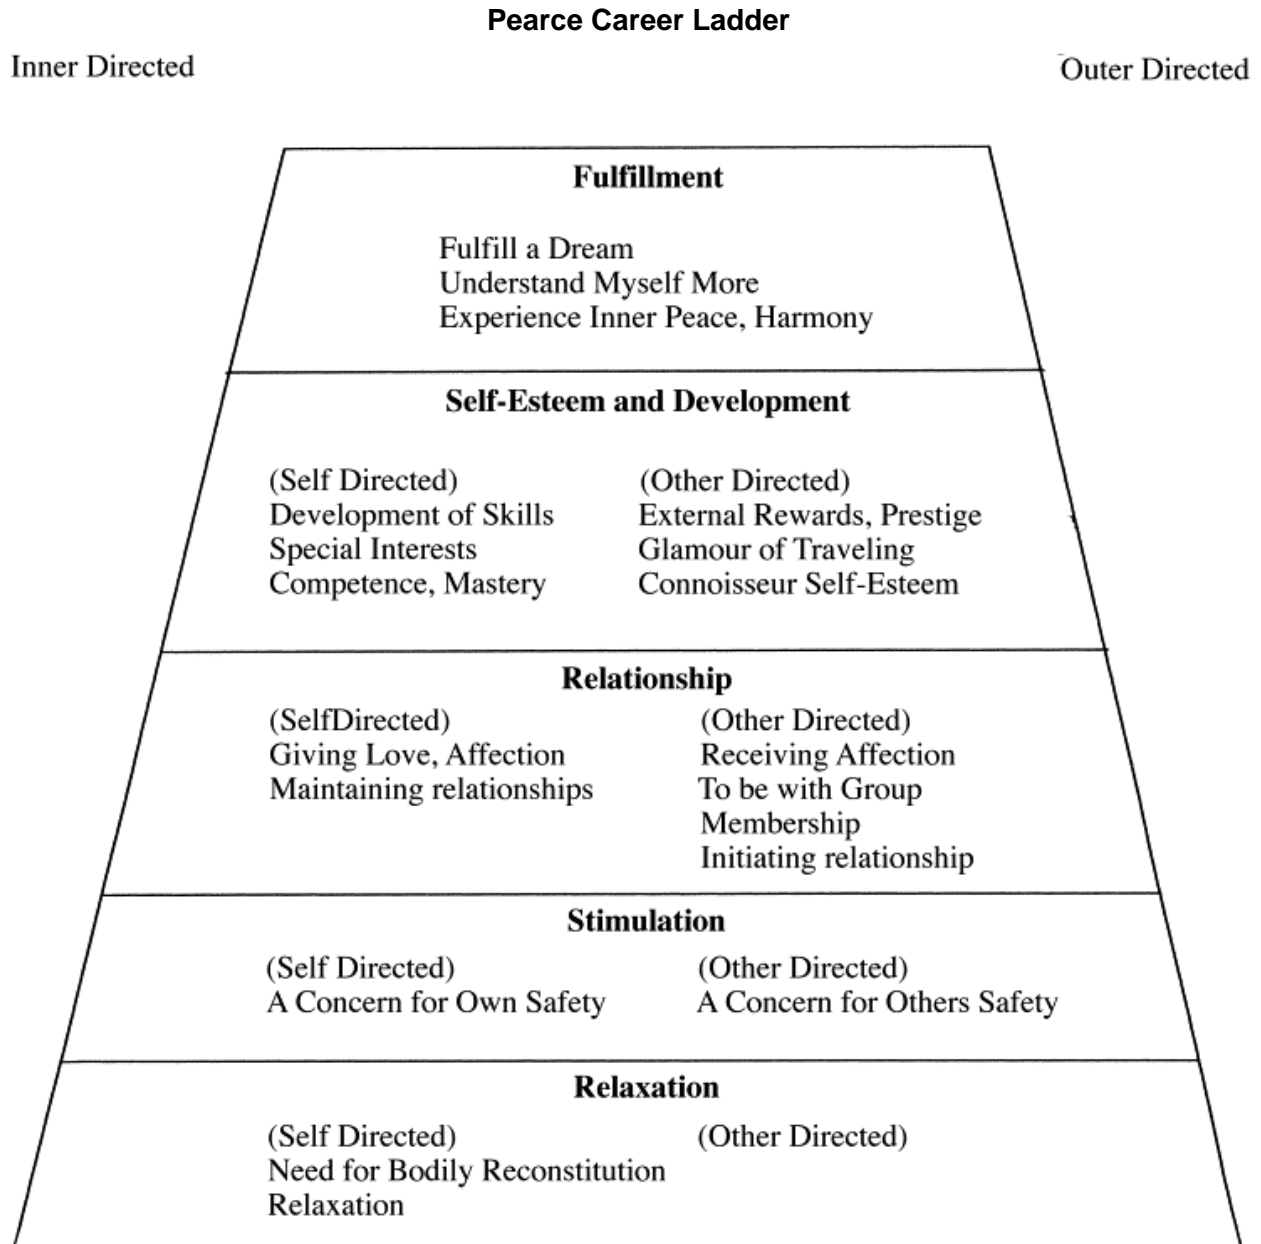 Pearce Career Ladder
Inner Directed
Outer Directed
Fulfillment
Fulfill a Dream
Understand Myself More
Experience Inner Peace, Harmony
Self-Esteem and Development
(Self Directed)
Development of Skills
Special Interests
Competence, Mastery
(Other Directed)
External Rewards, Prestige
Glamour of Traveling
Connoisseur Self-Esteem
Relationship
(SelfDirected)
Giving Love, Affection
Maintaining relationships
(Other Directed)
Receiving Affection
To be with Group
Membership
Initiating relationship
Stimulation
(Self Directed)
A Concern for Own Safety
(Other Directed)
A Concern for Others Safety
Relaxation
(Self Directed)
Need for Bodily Reconstitution
Relaxation
(Other Directed)